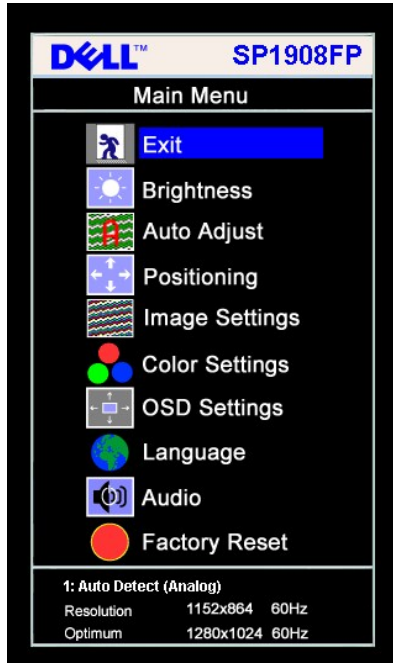 DELL™ SP1908FP
Main Menu
Exit
Brightness
Auto Adjust
Positioning
Image Settings
Color Settings
OSD Settings
Language
Audio
Factory Reset
1: Auto Detect (Analog)
Resolution 1152x864 60Hz
Optimum 1280x1024 60Hz